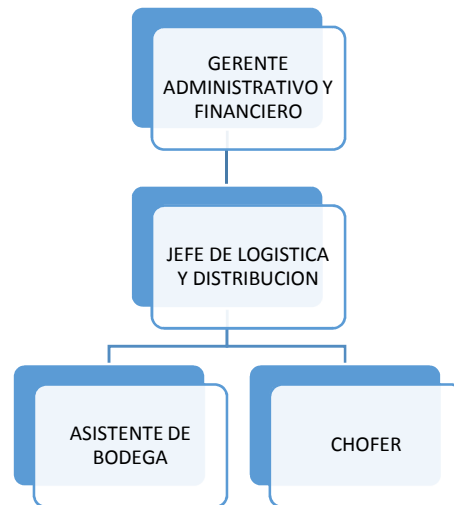 GERENTE
ADMINISTRATIVO Y
FINANCIERO
JEFE DE LOGISTICA
Y DISTRIBUCION
ASISTENTE DE
BODEGA
CHOFER